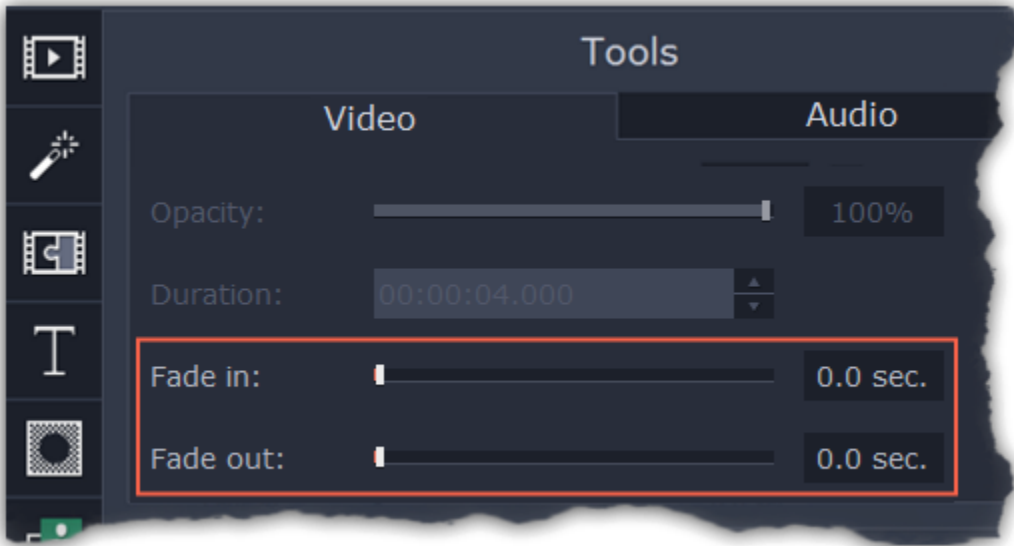 Tools
Video
Audio
Opacity:
100%
Duration:
00:00:04.000
Fade in:
0.0 sec.
Fade out:
0.0 sec.